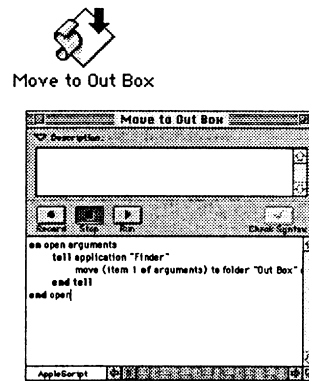 Move to Out Box
Move to Out Box
Description:
Record Stop Run Check Syntax
on open arguments
tell application "Finder"
move (item 1 of arguments) to folder "Out Box"
end tell
end open
AppleScript